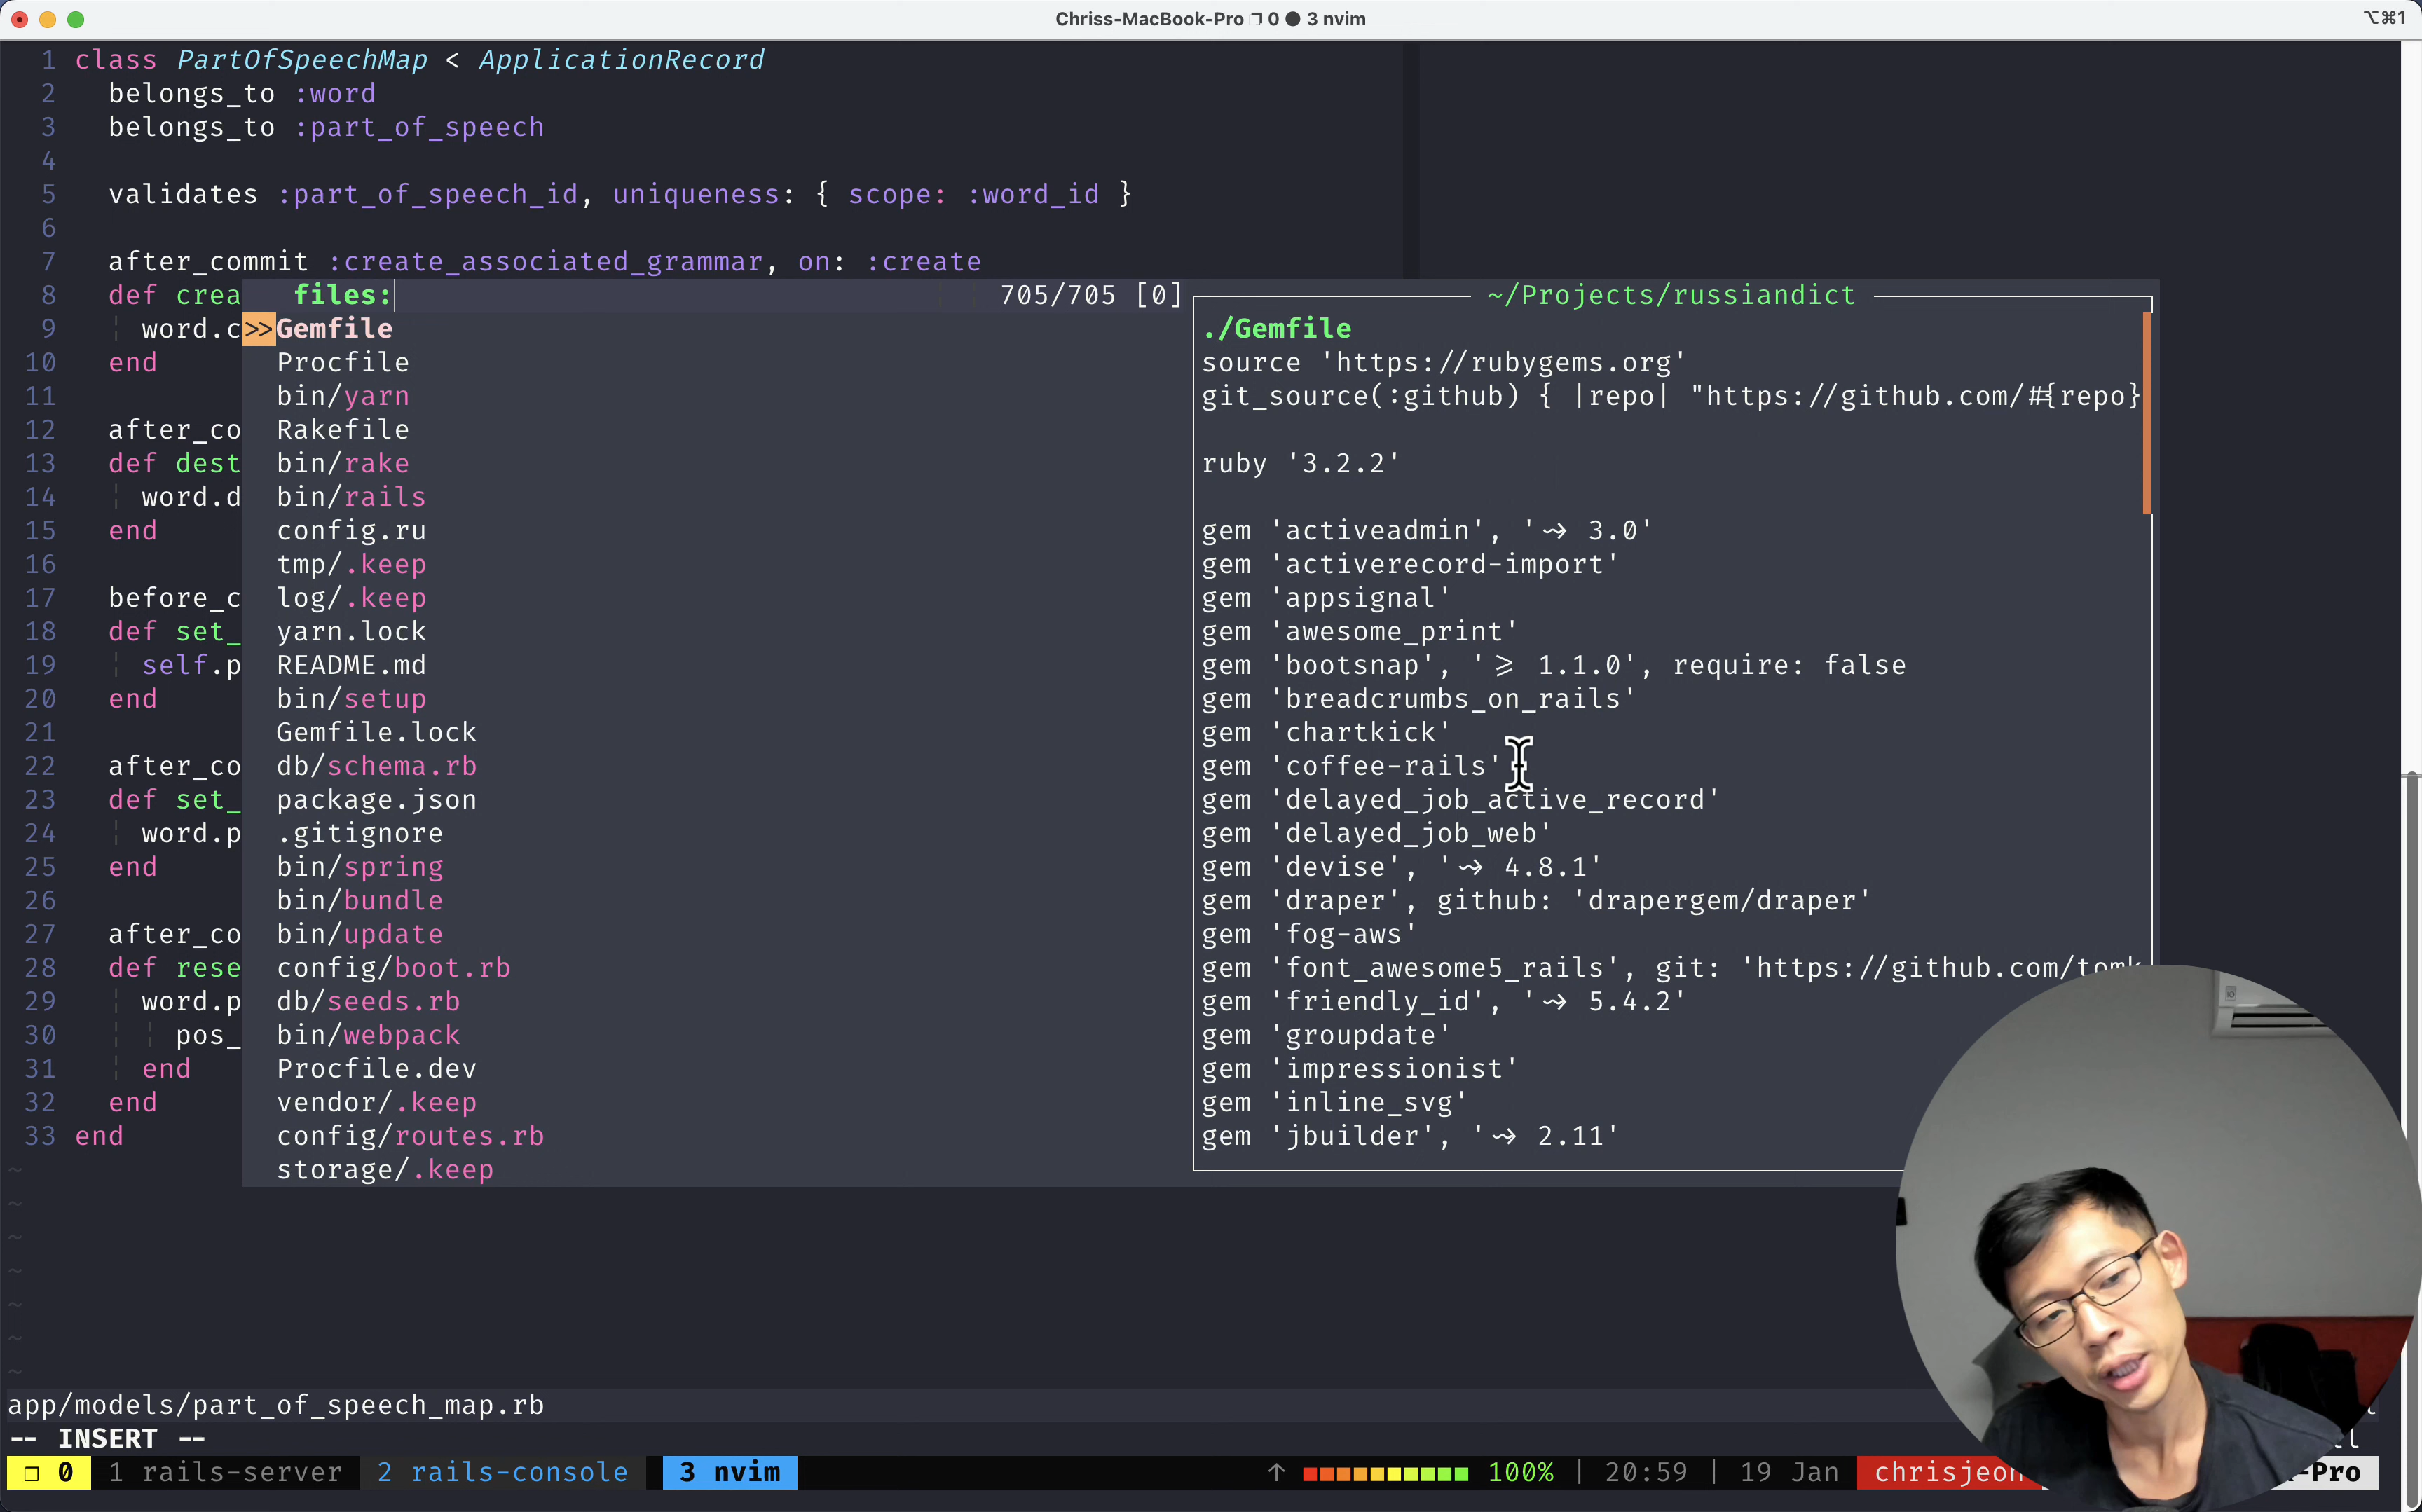 Chriss-MacBook-Pro ❐ 0 ● 3 nvim
⌥⌘1
1 class PartOfSpeechMap < ApplicationRecord
2 belongs_to :word
3 belongs_to :part_of_speech
4
5 validates :part_of_speech_id, uniqueness: { scope: :word_id }
6
7 after_commit :create_associated_grammar, on: :create
8 def crea
9 word.c
10 end
11
12 after_co
13 def dest
14 word.d
15 end
16
17 before_c
18 def set_
19 self.p
20 end
21
22 after_co
23 def set_
24 word.p
25 end
26
27 after_co
28 def rese
29 word.p
30 pos_
31 end
32 end
33 end
files: 705/705 [0]
>>Gemfile
Procfile
bin/yarn
Rakefile
bin/rake
bin/rails
config.ru
tmp/.keep
log/.keep
yarn.lock
README.md
bin/setup
Gemfile.lock
db/schema.rb
package.json
.gitignore
bin/spring
bin/bundle
bin/update
config/boot.rb
db/seeds.rb
bin/webpack
Procfile.dev
vendor/.keep
config/routes.rb
storage/.keep
~/Projects/russiandict
./Gemfile
source 'https://rubygems.org'
git_source(:github) { |repo| "https://github.com/#{repo}
ruby '3.2.2'
gem 'activeadmin', '~> 3.0'
gem 'activerecord-import'
gem 'appsignal'
gem 'awesome_print'
gem 'bootsnap', '>= 1.1.0', require: false
gem 'breadcrumbs_on_rails'
gem 'chartkick'
gem 'coffee-rails'
gem 'delayed_job_active_record'
gem 'delayed_job_web'
gem 'devise', '~> 4.8.1'
gem 'draper', github: 'drapergem/draper'
gem 'fog-aws'
gem 'font_awesome5_rails', git: 'https://github.com/tomk
gem 'friendly_id', '~> 5.4.2'
gem 'groupdate'
gem 'impressionist'
gem 'inline_svg'
gem 'jbuilder', '~> 2.11'
app/models/part_of_speech_map.rb
-- INSERT --
❐ 0 1 rails-server 2 rails-console 3 nvim
↑ 100% | 20:59 | 19 Jan chrisjeon -Pro